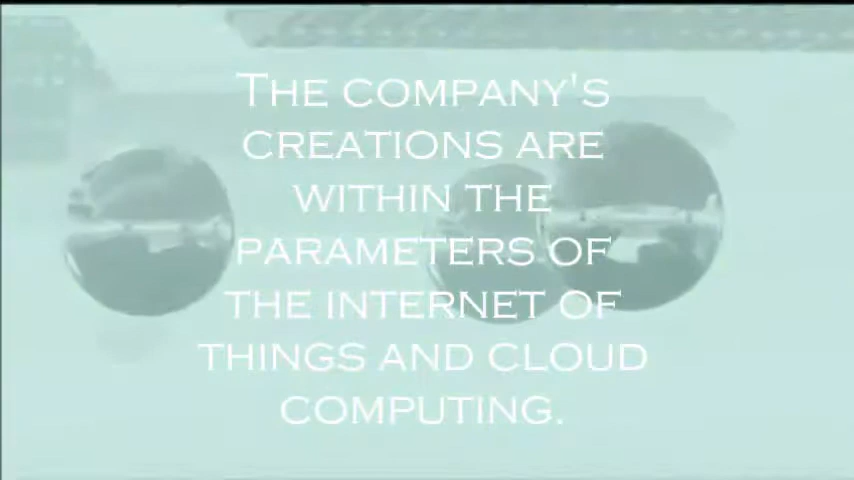 The company's
creations are
within the
parameters of
the internet of
things and cloud
computing.